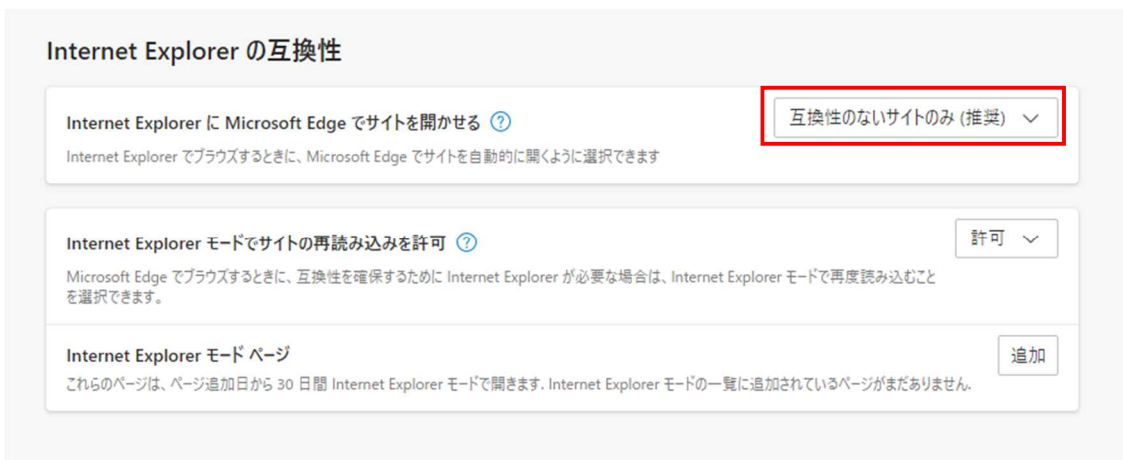 Internet Explorer の互換性
Internet Explorer に Microsoft Edge でサイトを開かせる ?
互換性のないサイトのみ (推奨)
Internet Explorer でブラウズするときに、Microsoft Edge でサイトを自動的に開くように選択できます
Internet Explorer モードでサイトの再読み込みを許可 ?
許可
Microsoft Edge でブラウズするときに、互換性を確保するために Internet Explorer が必要な場合は、Internet Explorer モードで再度読み込むこと
を選択できます。
Internet Explorer モード ページ
追加
これらのページは、ページ追加日から 30 日間 Internet Explorer モードで開きます. Internet Explorer モードの一覧に追加されているページがまだありません.